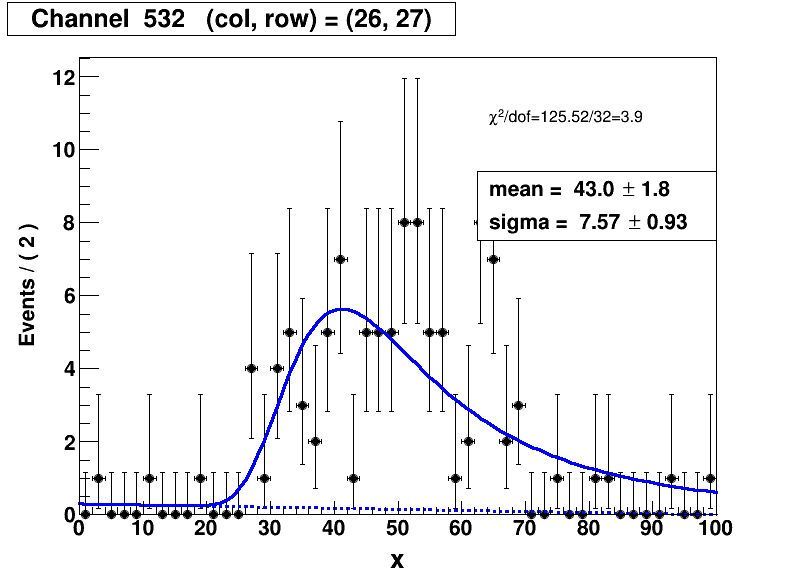 Channel 532 (col, row) = (26, 27)
χ²/dof=125.52/32=3.9
mean = 43.0 ± 1.8
sigma = 7.57 ± 0.93
Events / ( 2 )
12
10
8
6
4
2
0
0 10 20 30 40 50 60 70 80 90 100
x